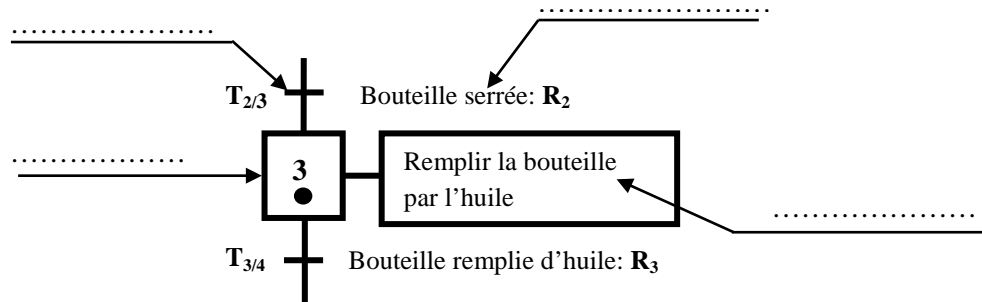 ........................
........................
T2/3 Bouteille serrée: R2
....................
3 Remplir la bouteille
par l’huile
........................
T3/4 Bouteille remplie d’huile: R3